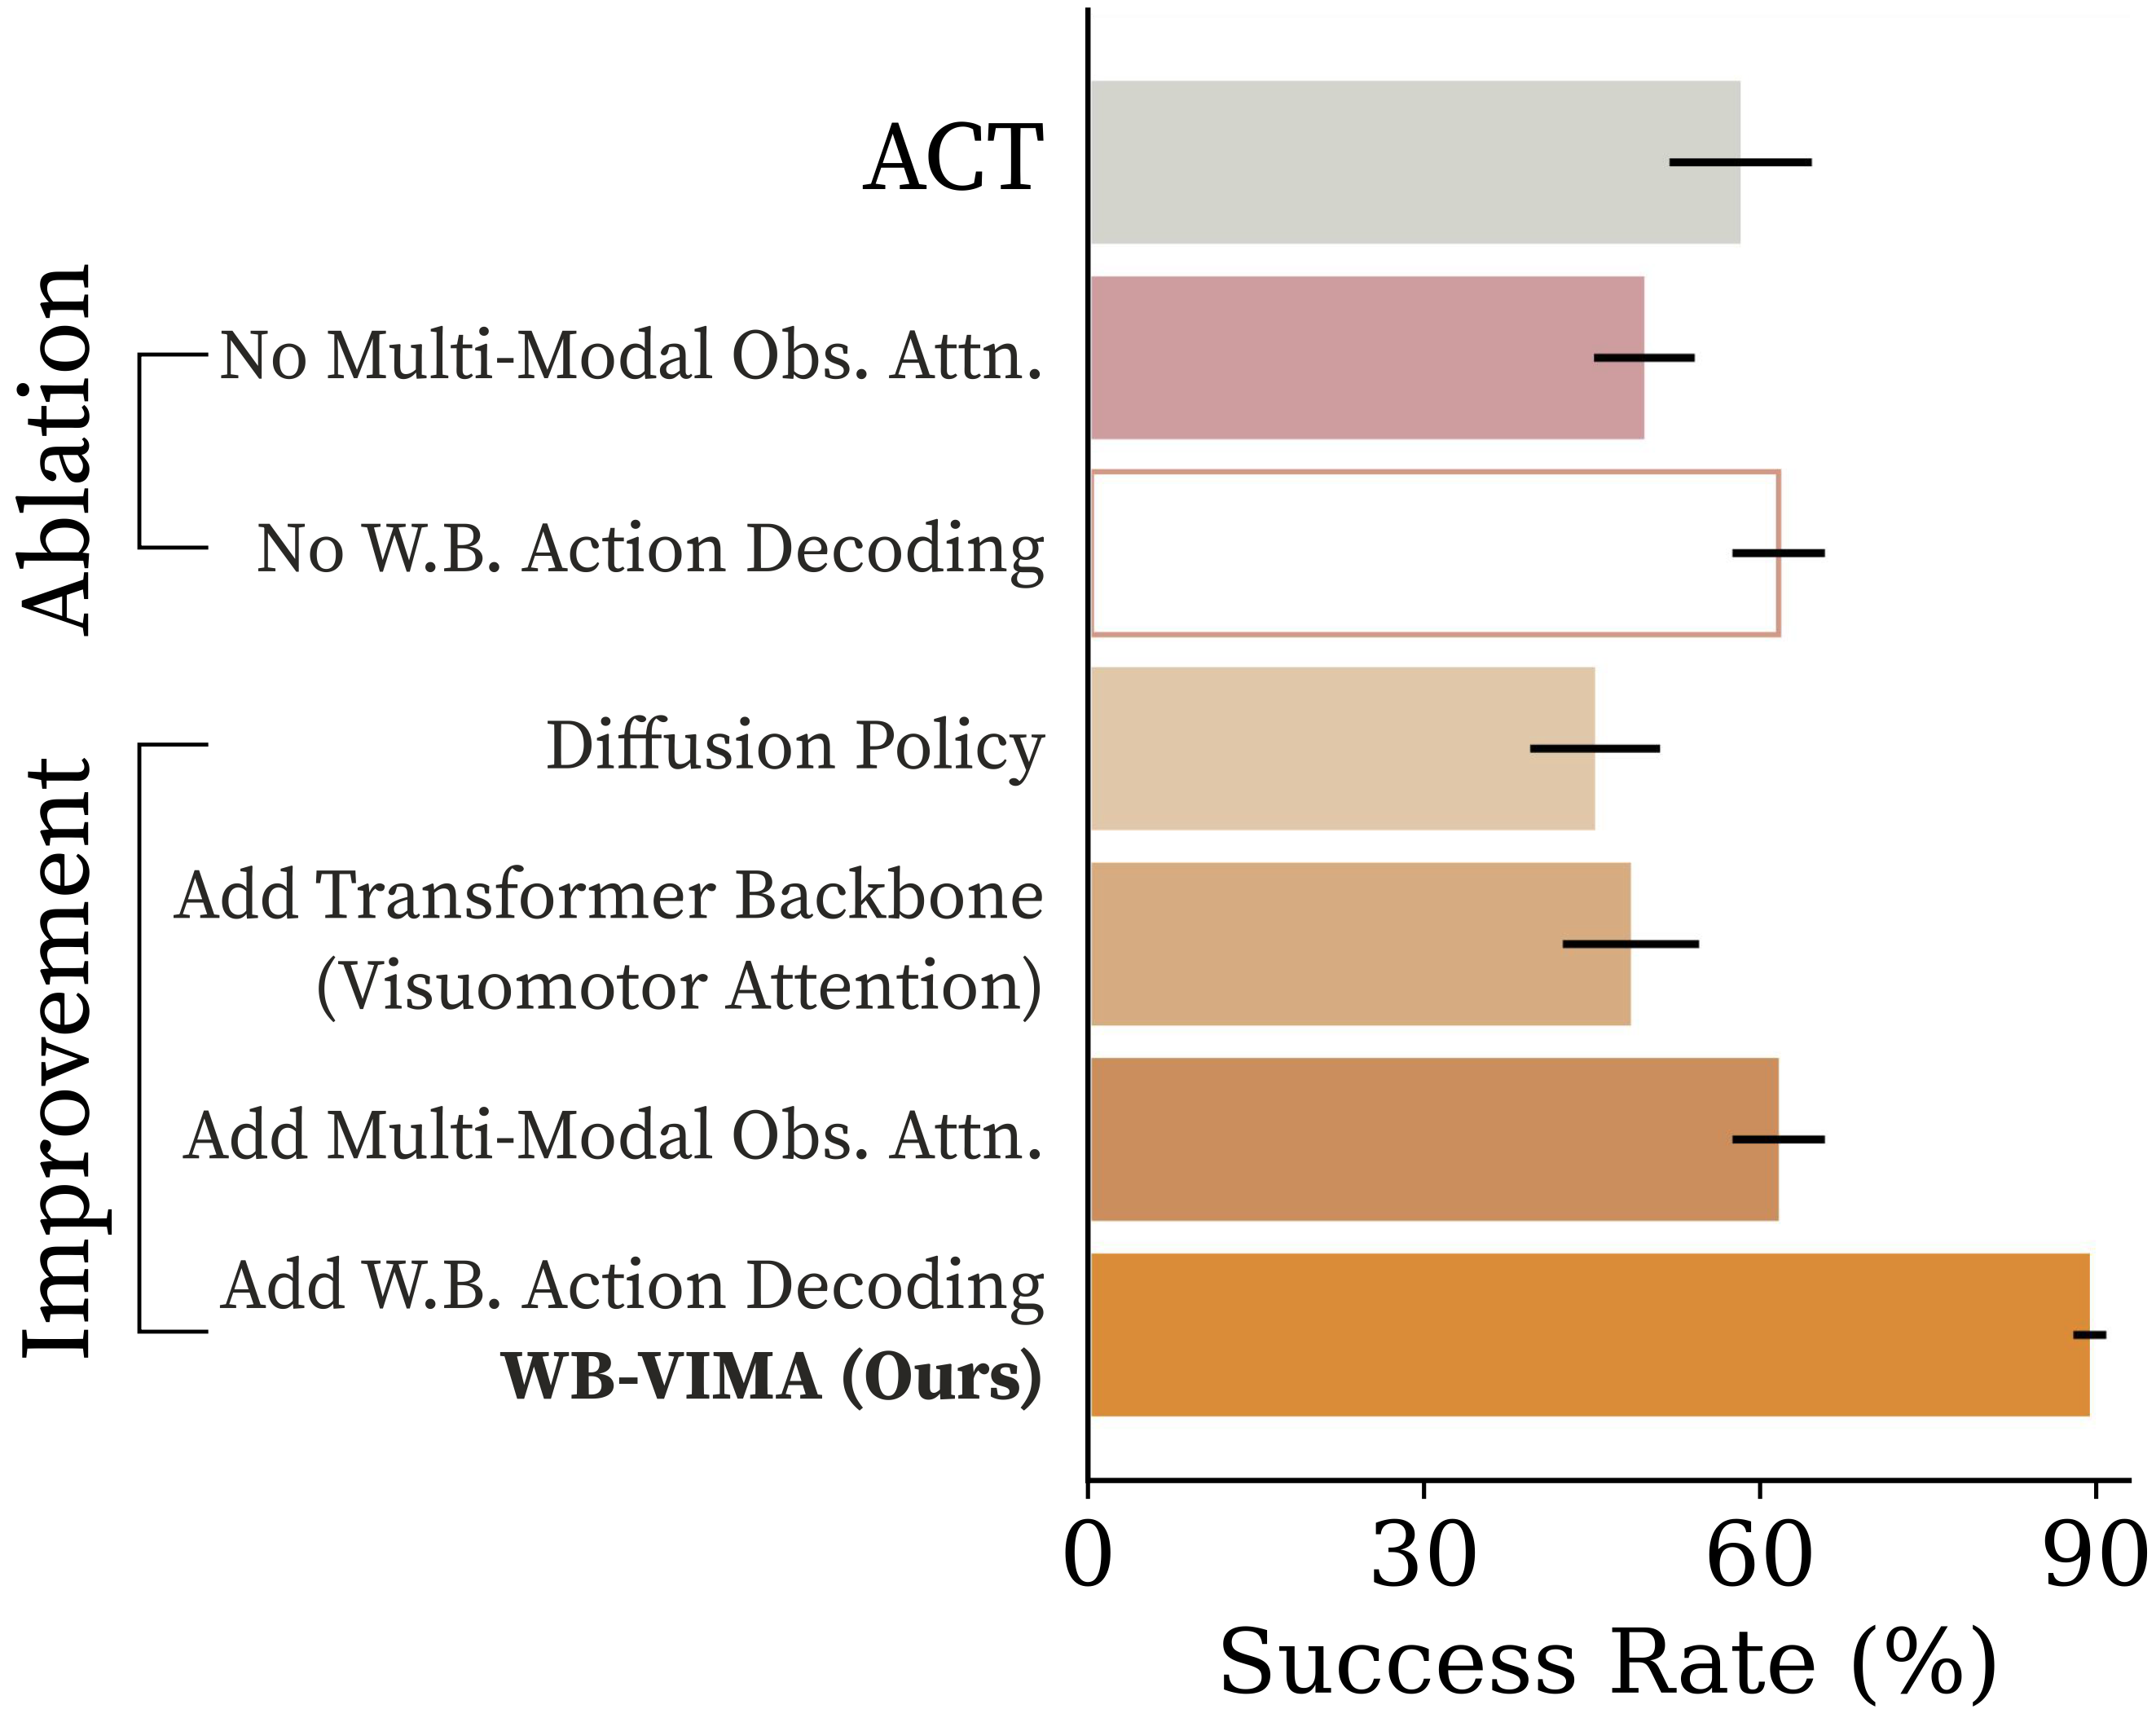 ACT
Ablation
No Multi-Modal Obs. Attn.
No W.B. Action Decoding
Improvement
Diffusion Policy
Add Transformer Backbone
(Visuomotor Attention)
Add Multi-Modal Obs. Attn.
Add W.B. Action Decoding
WB-VIMA (Ours)
0 30 60 90
Success Rate (%)